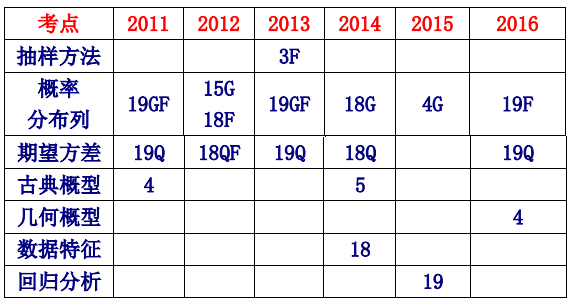 考点 2011 2012 2013 2014 2015 2016
抽样方法 3F
概率 分布列 19GF 15G 18F 19GF 18G 4G 19F
期望方差 19Q 18QF 19Q 18Q 19Q
古典概型 4 5
几何概型 4
数据特征 18
回归分析 19